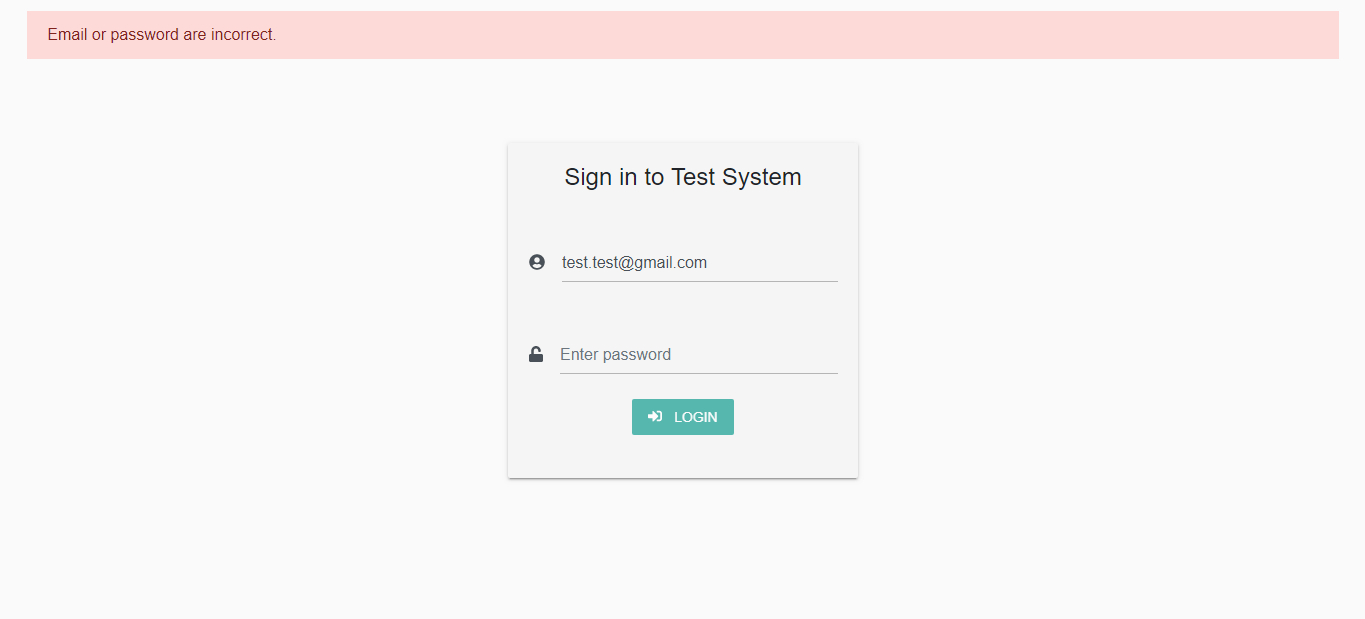 Email or password are incorrect.
Sign in to Test System
test.test@gmail.com
Enter password
LOGIN